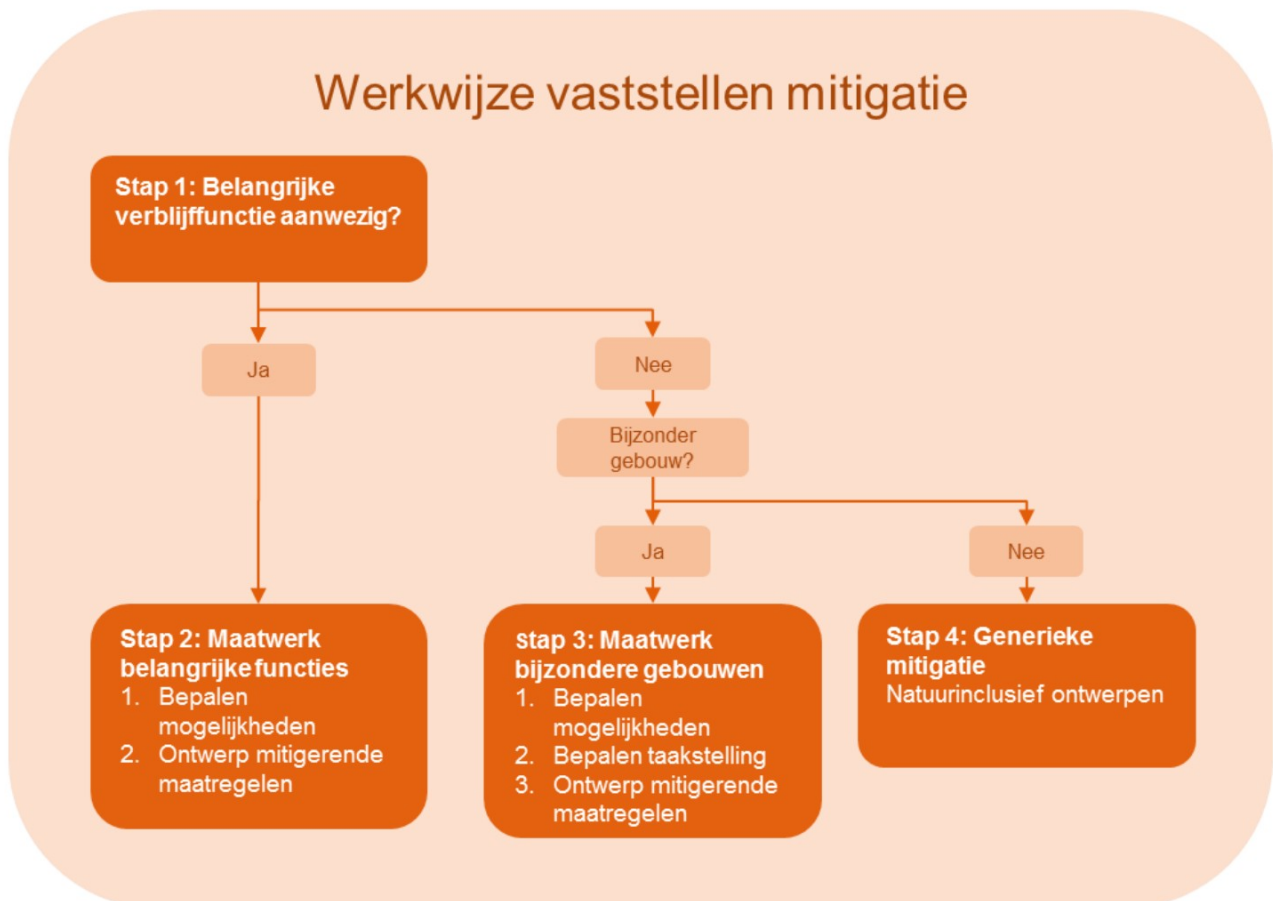 Werkwijze vaststellen mitigatie
Stap 1: Belangrijke
verblijffunctie aanwezig?
Ja
Nee
Bijzonder
gebouw?
Ja
Nee
Stap 2: Maatwerk
belangrijke functies
1. Bepalen
mogelijkheden
2. Ontwerp mitigerende
maatregelen
stap 3: Maatwerk
bijzondere gebouwen
1. Bepalen
mogelijkheden
2. Bepalen taakstelling
3. Ontwerp mitigerende
maatregelen
Stap 4: Generieke
mitigatie
Natuurinclusief ontwerpen